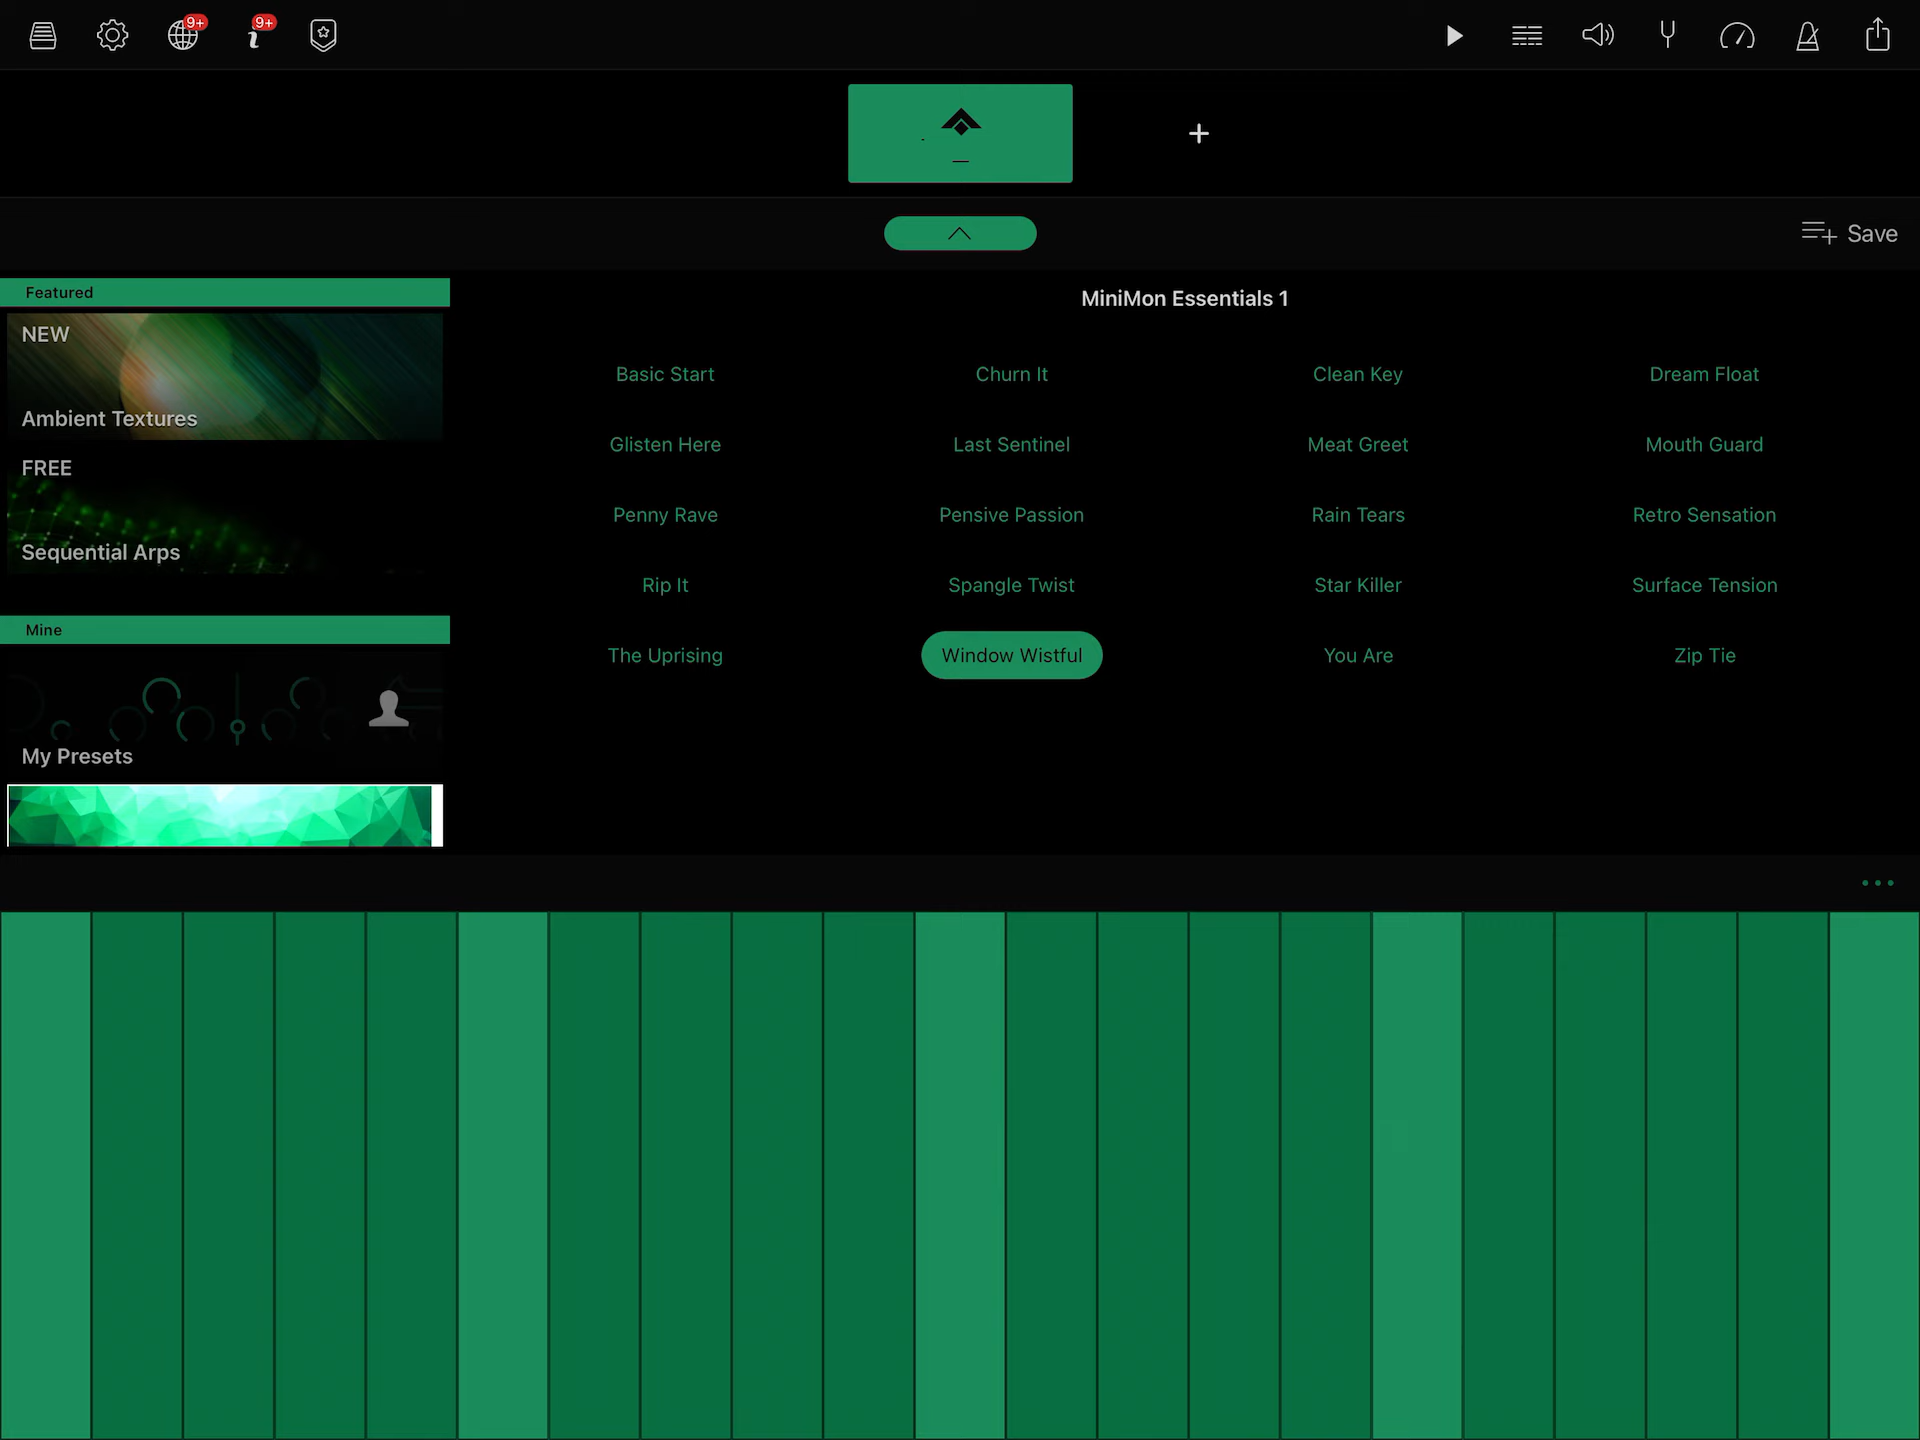 9+
9+
Save
Featured
NEW
Ambient Textures
FREE
Sequential Arps
Mine
My Presets
MiniMon Essentials 1
Basic Start
Churn It
Clean Key
Dream Float
Glisten Here
Last Sentinel
Meat Greet
Mouth Guard
Penny Rave
Pensive Passion
Rain Tears
Retro Sensation
Rip It
Spangle Twist
Star Killer
Surface Tension
The Uprising
Window Wistful
You Are
Zip Tie